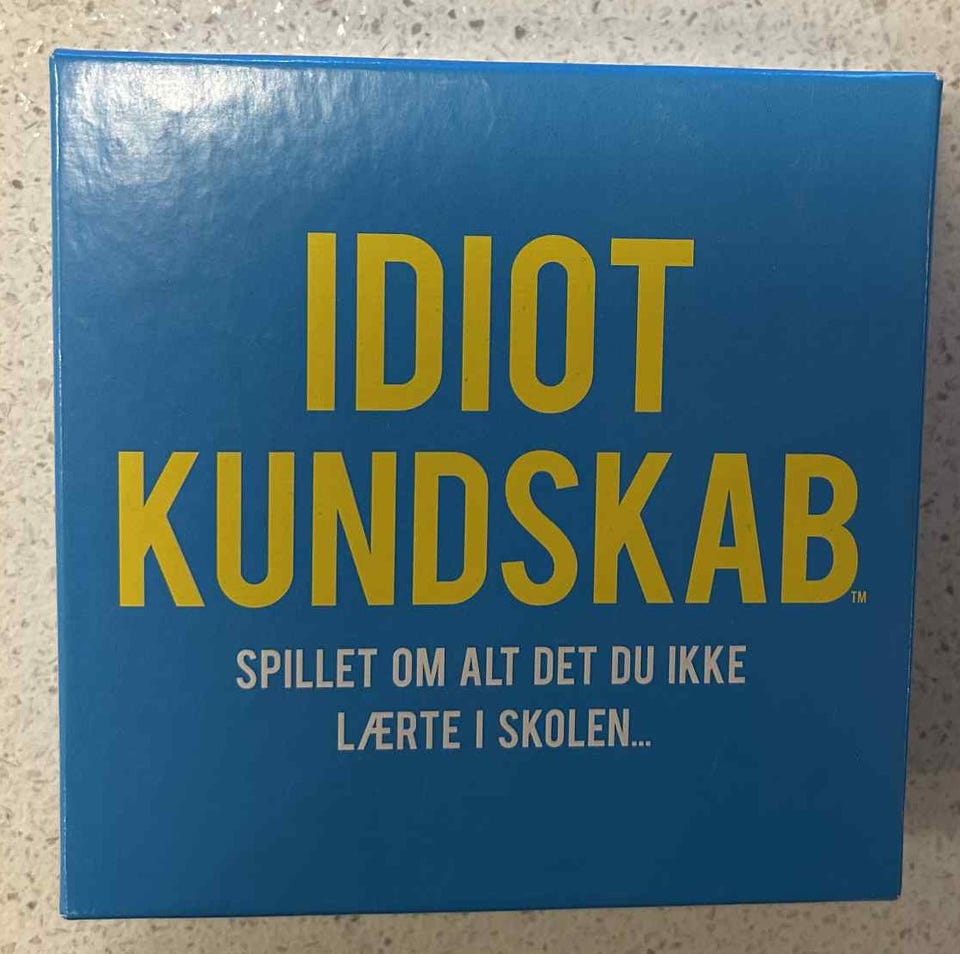 IDIOT
KUNDSKAB™
SPILLET OM ALT DET DU IKKE
LÆRTE I SKOLEN...